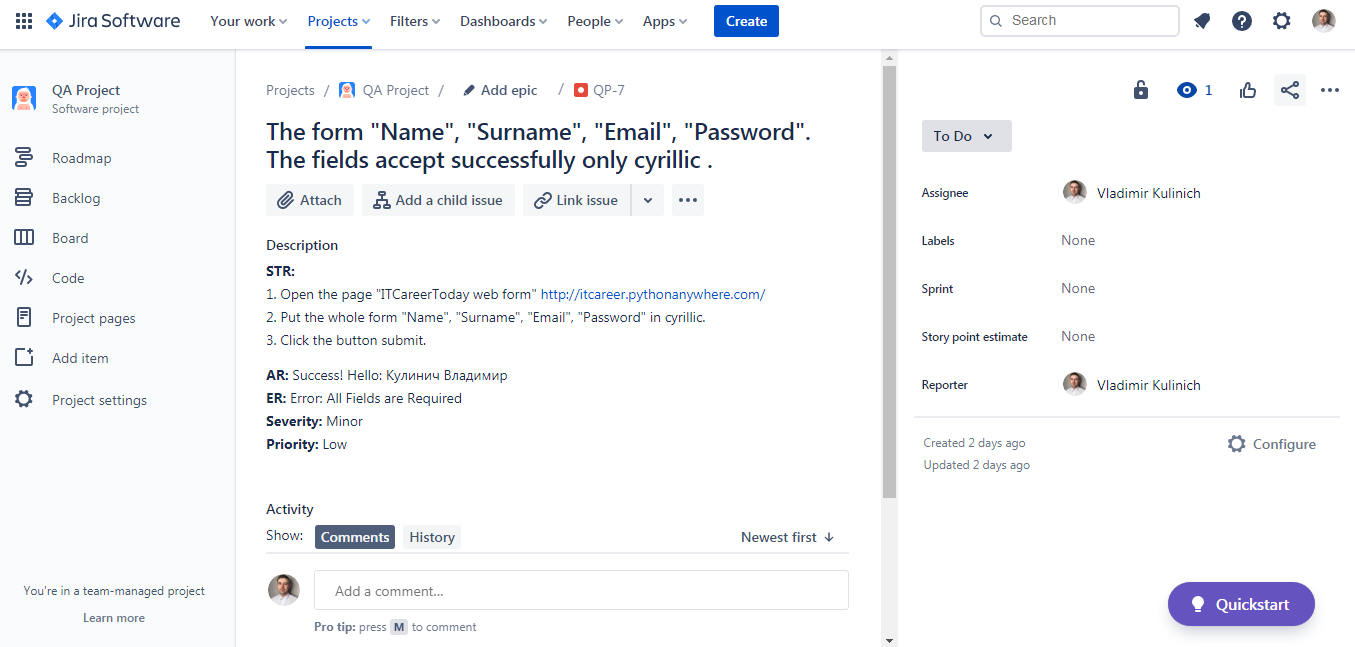 Jira Software Your work Projects Filters Dashboards People Apps Create Search
QA Project
Software project
Roadmap
Backlog
Board
Code
Project pages
Add item
Project settings
You're in a team-managed project
Learn more
Projects / QA Project / Add epic / QP-7
The form "Name", "Surname", "Email", "Password".
The fields accept successfully only cyrillic .
Attach Add a child issue Link issue
Description
STR:
1. Open the page "ITCareerToday web form" http://itcareer.pythonanywhere.com/
2. Put the whole form "Name", "Surname", "Email", "Password" in cyrillic.
3. Click the button submit.
AR: Success! Hello: Кулинич Владимир
ER: Error: All Fields are Required
Severity: Minor
Priority: Low
Activity
Show: Comments History Newest first
Add a comment...
Pro tip: press M to comment
1
To Do
Assignee Vladimir Kulinich
Labels None
Sprint None
Story point estimate None
Reporter Vladimir Kulinich
Created 2 days ago Configure
Updated 2 days ago
Quickstart